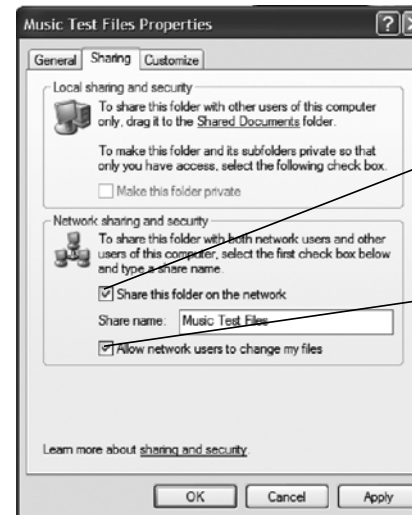 Music Test Files Properties
General Sharing Customize
Local sharing and security
To share this folder with other users of this computer
only, drag it to the Shared Documents folder.
To make this folder and its subfolders private so that
only you have access, select the following check box.
Make this folder private
Network sharing and security
To share this folder with both network users and other
users of this computer, select the first check box below
and type a share name.
Share this folder on the network
Share name: Music Test Files
Allow network users to change my files
Learn more about sharing and security.
OK Cancel Apply